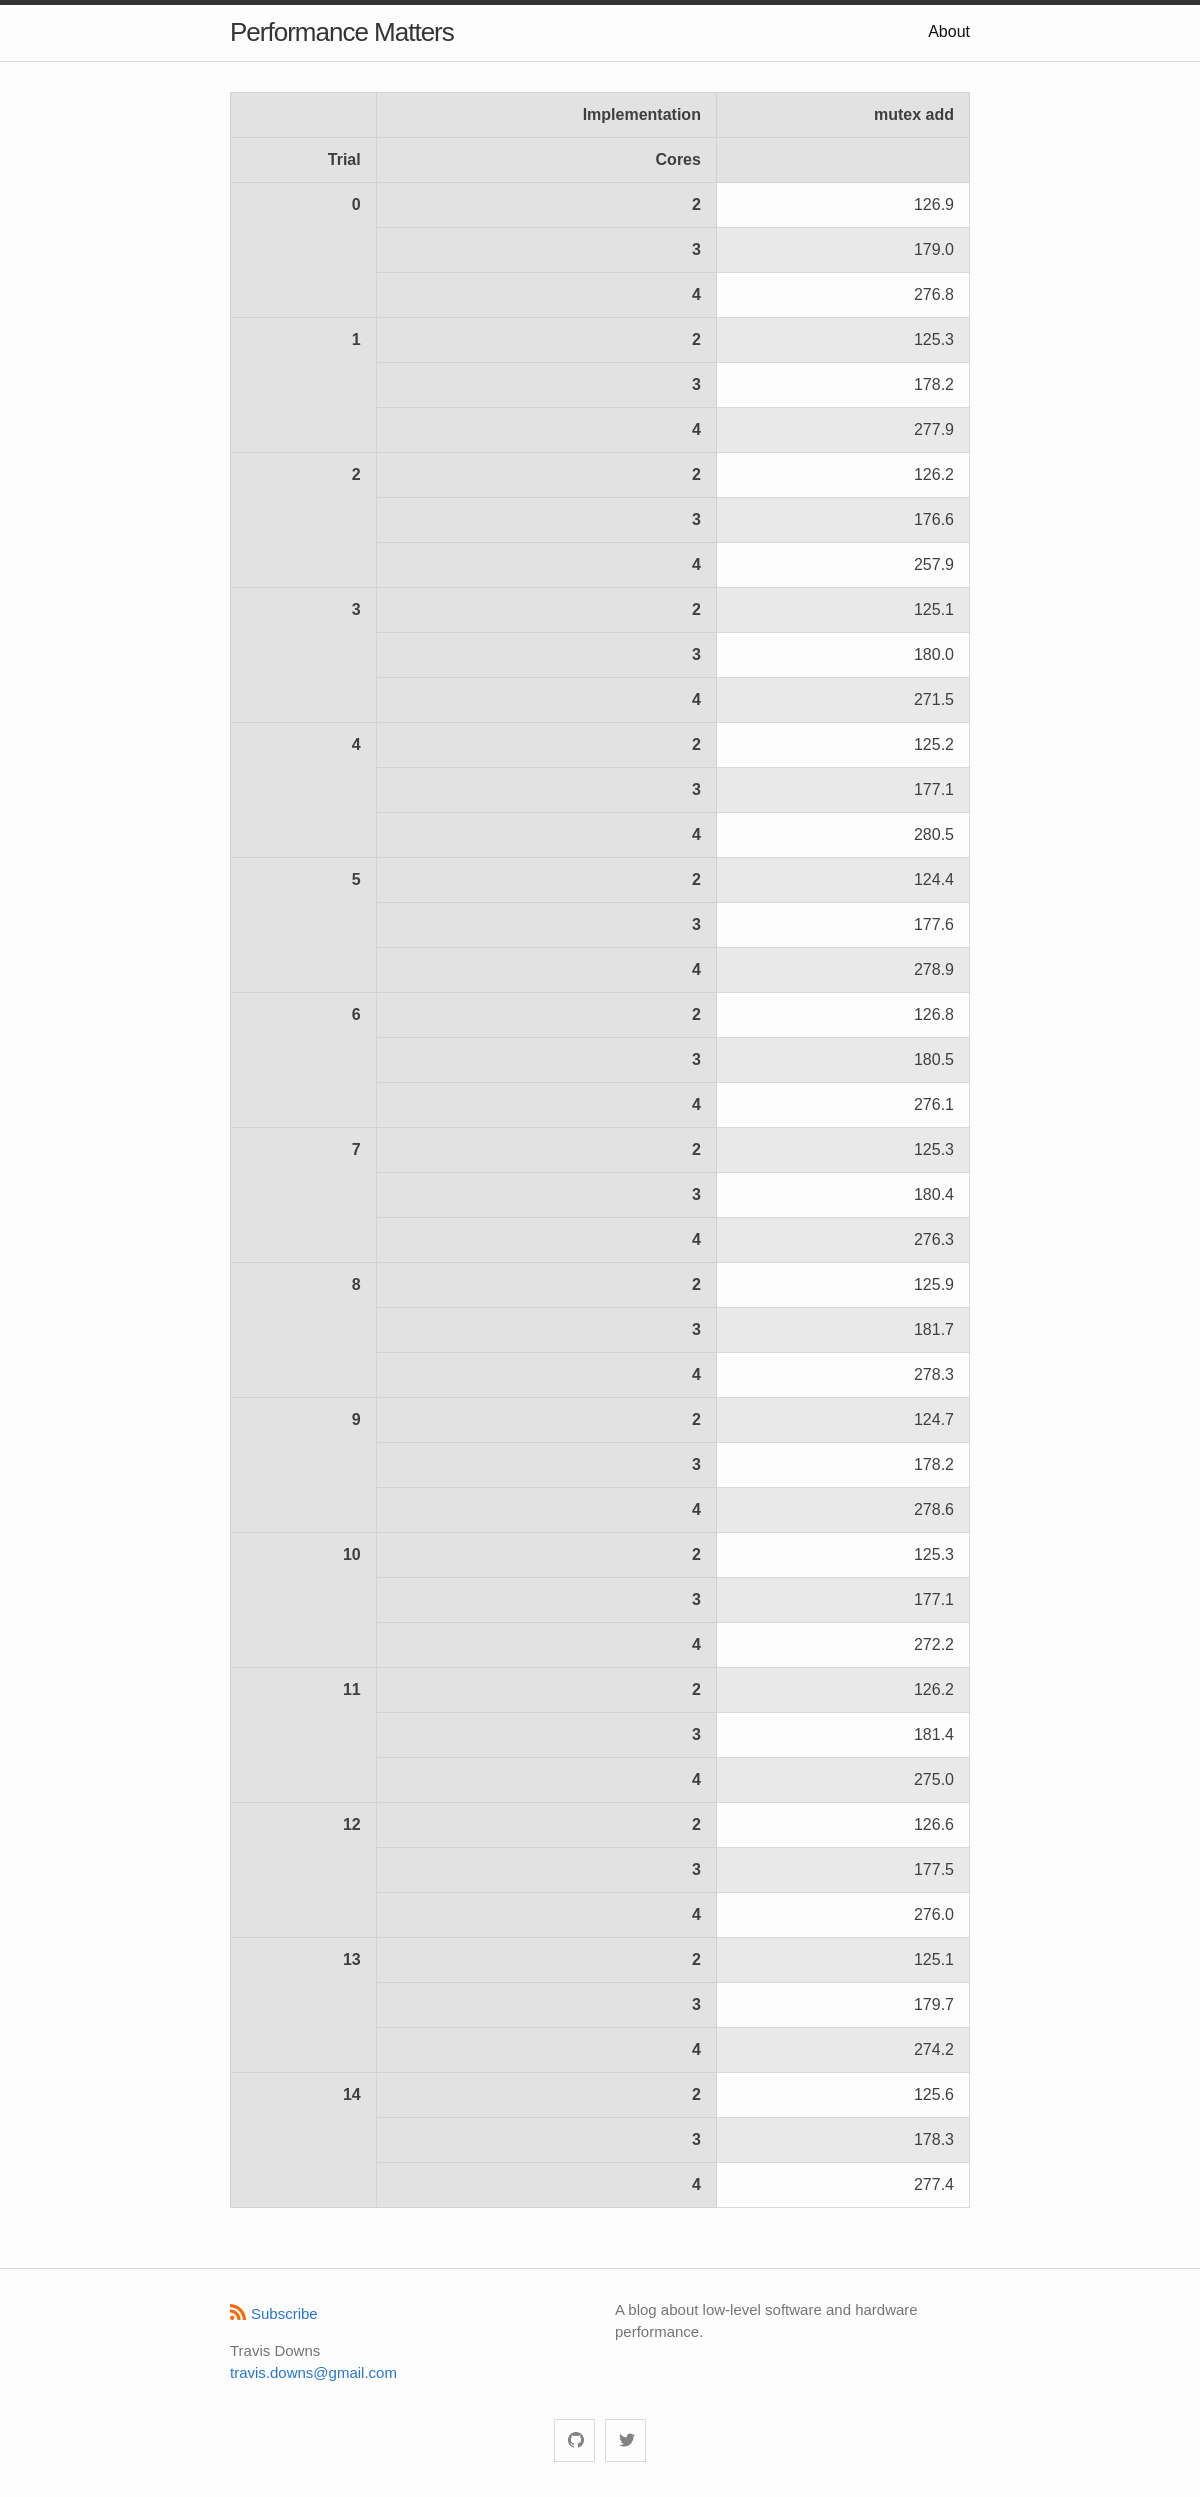 Performance Matters About
Implementation mutex add
Trial Cores
0 2 126.9
3 179.0
4 276.8
1 2 125.3
3 178.2
4 277.9
2 2 126.2
3 176.6
4 257.9
3 2 125.1
3 180.0
4 271.5
4 2 125.2
3 177.1
4 280.5
5 2 124.4
3 177.6
4 278.9
6 2 126.8
3 180.5
4 276.1
7 2 125.3
3 180.4
4 276.3
8 2 125.9
3 181.7
4 278.3
9 2 124.7
3 178.2
4 278.6
10 2 125.3
3 177.1
4 272.2
11 2 126.2
3 181.4
4 275.0
12 2 126.6
3 177.5
4 276.0
13 2 125.1
3 179.7
4 274.2
14 2 125.6
3 178.3
4 277.4
Subscribe
Travis Downs
travis.downs@gmail.com
A blog about low-level software and hardware
performance.